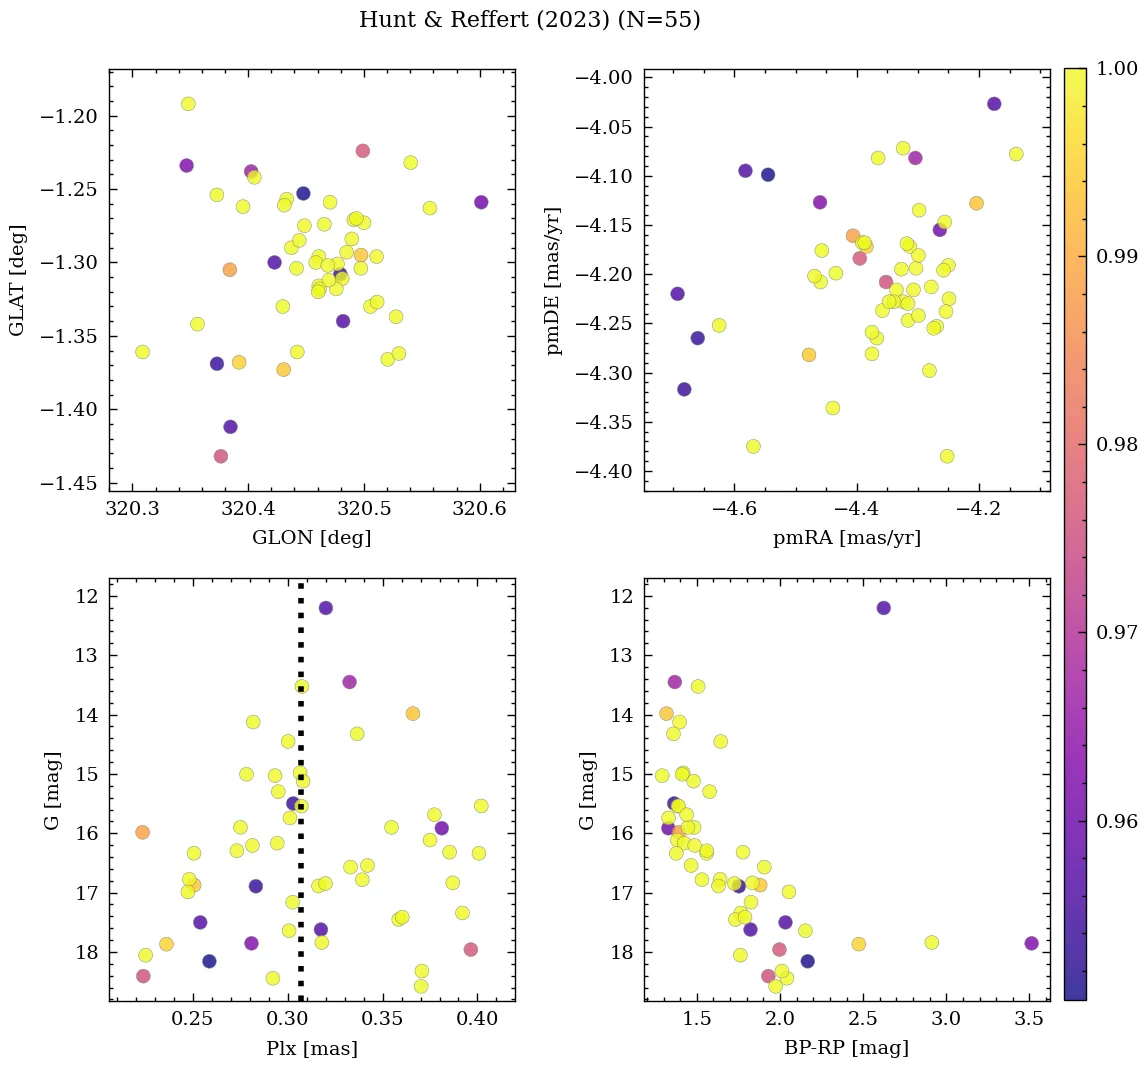 Hunt & Reffert (2023) (N=55)
−1.20
−1.25
−1.30
−1.35
−1.40
−1.45
GLAT [deg]
320.3 320.4 320.5 320.6
GLON [deg]
−4.00
−4.05
−4.10
−4.15
−4.20
−4.25
−4.30
−4.35
−4.40
pmDE [mas/yr]
−4.6 −4.4 −4.2
pmRA [mas/yr]
1.00
0.99
0.98
0.97
0.96
12
13
14
15
16
17
18
G [mag]
0.25 0.30 0.35 0.40
Plx [mas]
12
13
14
15
16
17
18
G [mag]
1.5 2.0 2.5 3.0 3.5
BP-RP [mag]